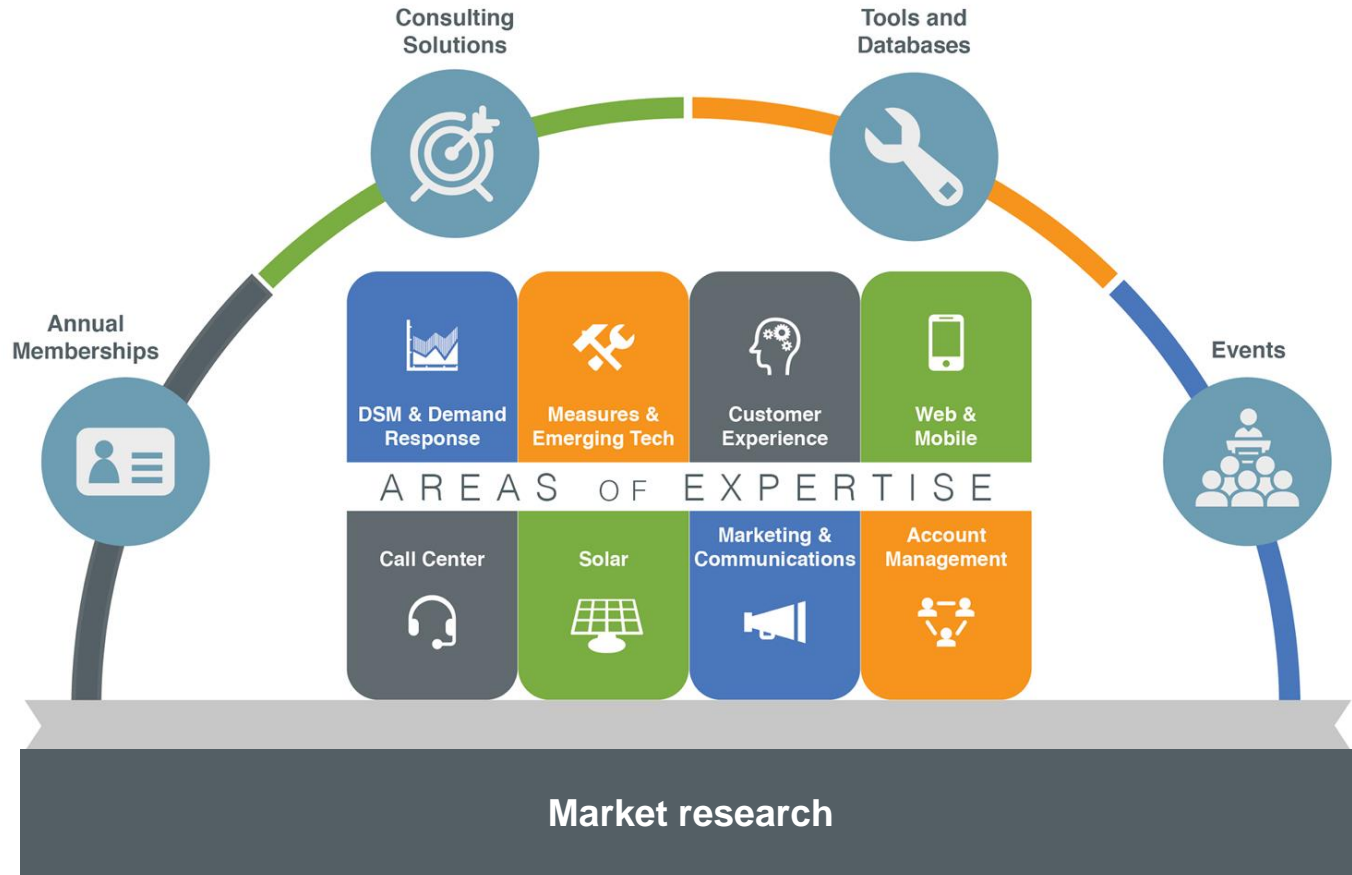 Consulting
Solutions
Tools and
Databases
Annual
Memberships
Events
DSM & Demand
Response
Measures &
Emerging Tech
Customer
Experience
Web &
Mobile
AREAS OF EXPERTISE
Call Center
Solar
Marketing &
Communications
Account
Management
Market research